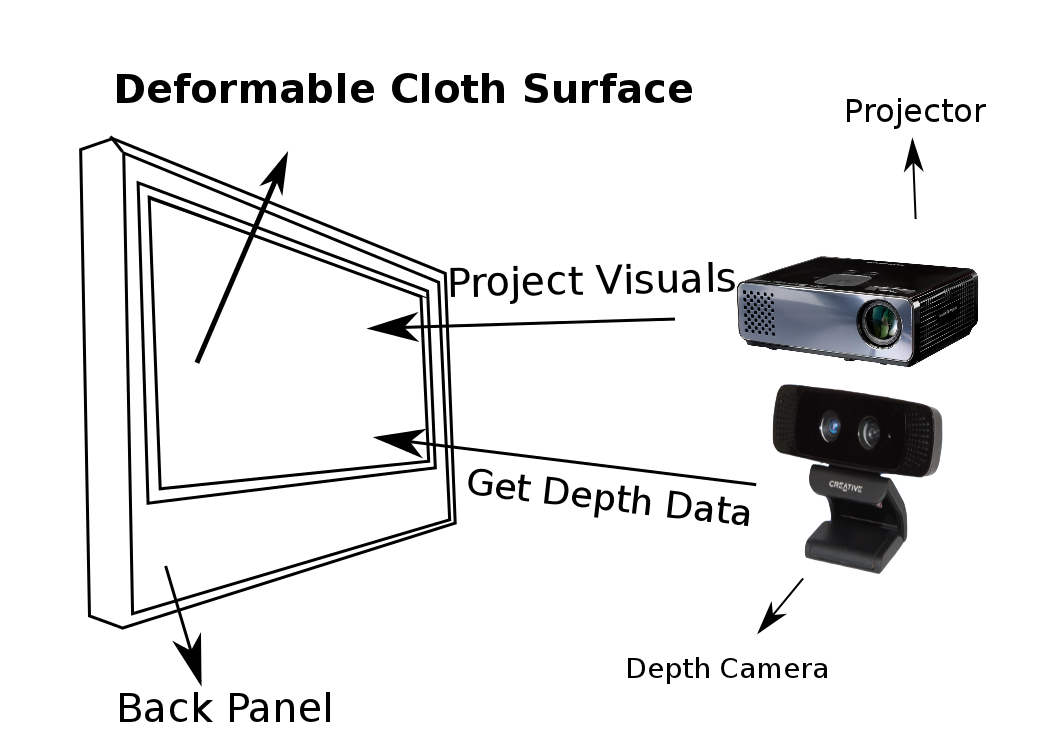 Deformable Cloth Surface
Projector
Project Visuals
Get Depth Data
CREATIVE
Depth Camera
Back Panel